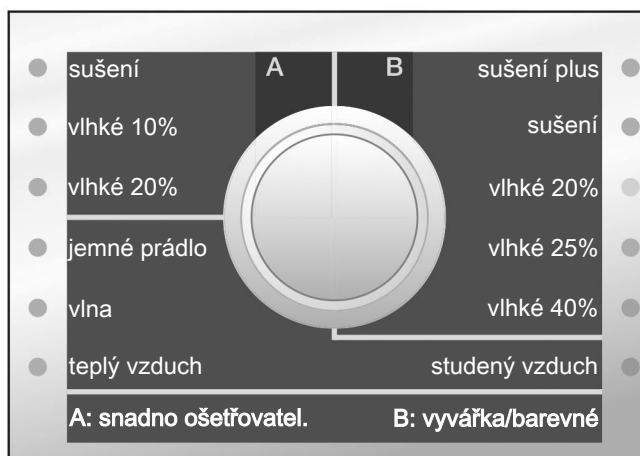 A B
sušení sušení plus
vlhké 10% sušení
vlhké 20% vlhké 20%
jemné prádlo vlhké 25%
vlna vlhké 40%
teplý vzduch studený vzduch
A: snadno ošetřovatel. B: vyvářka/barevné